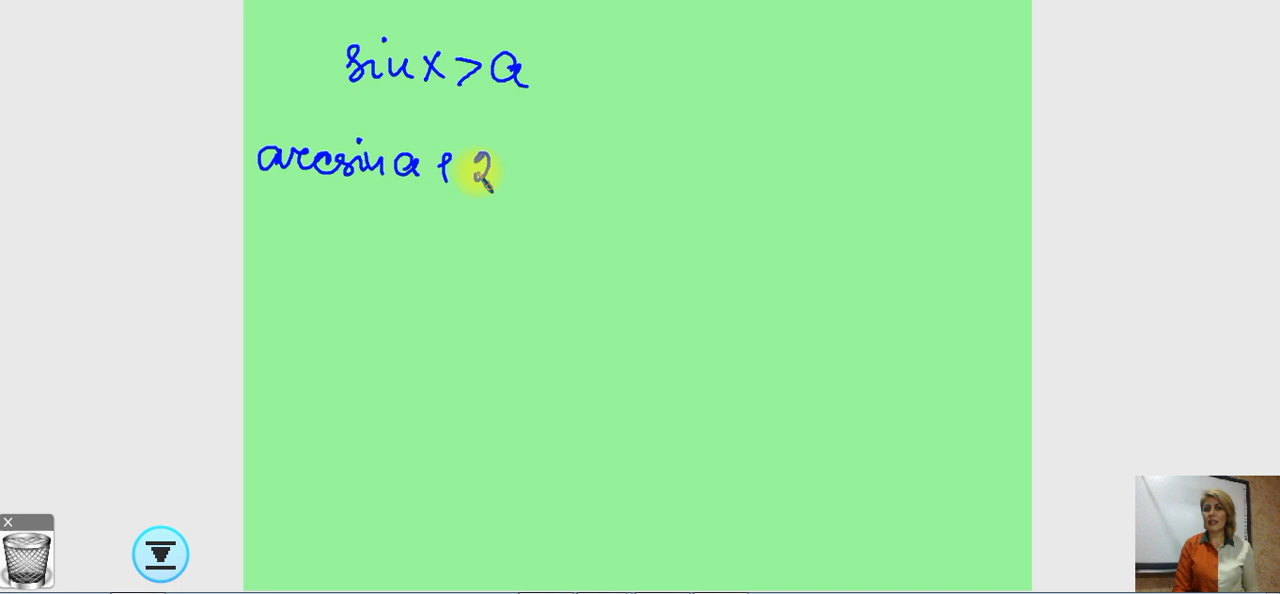 sin x > a
arcsin a + 2